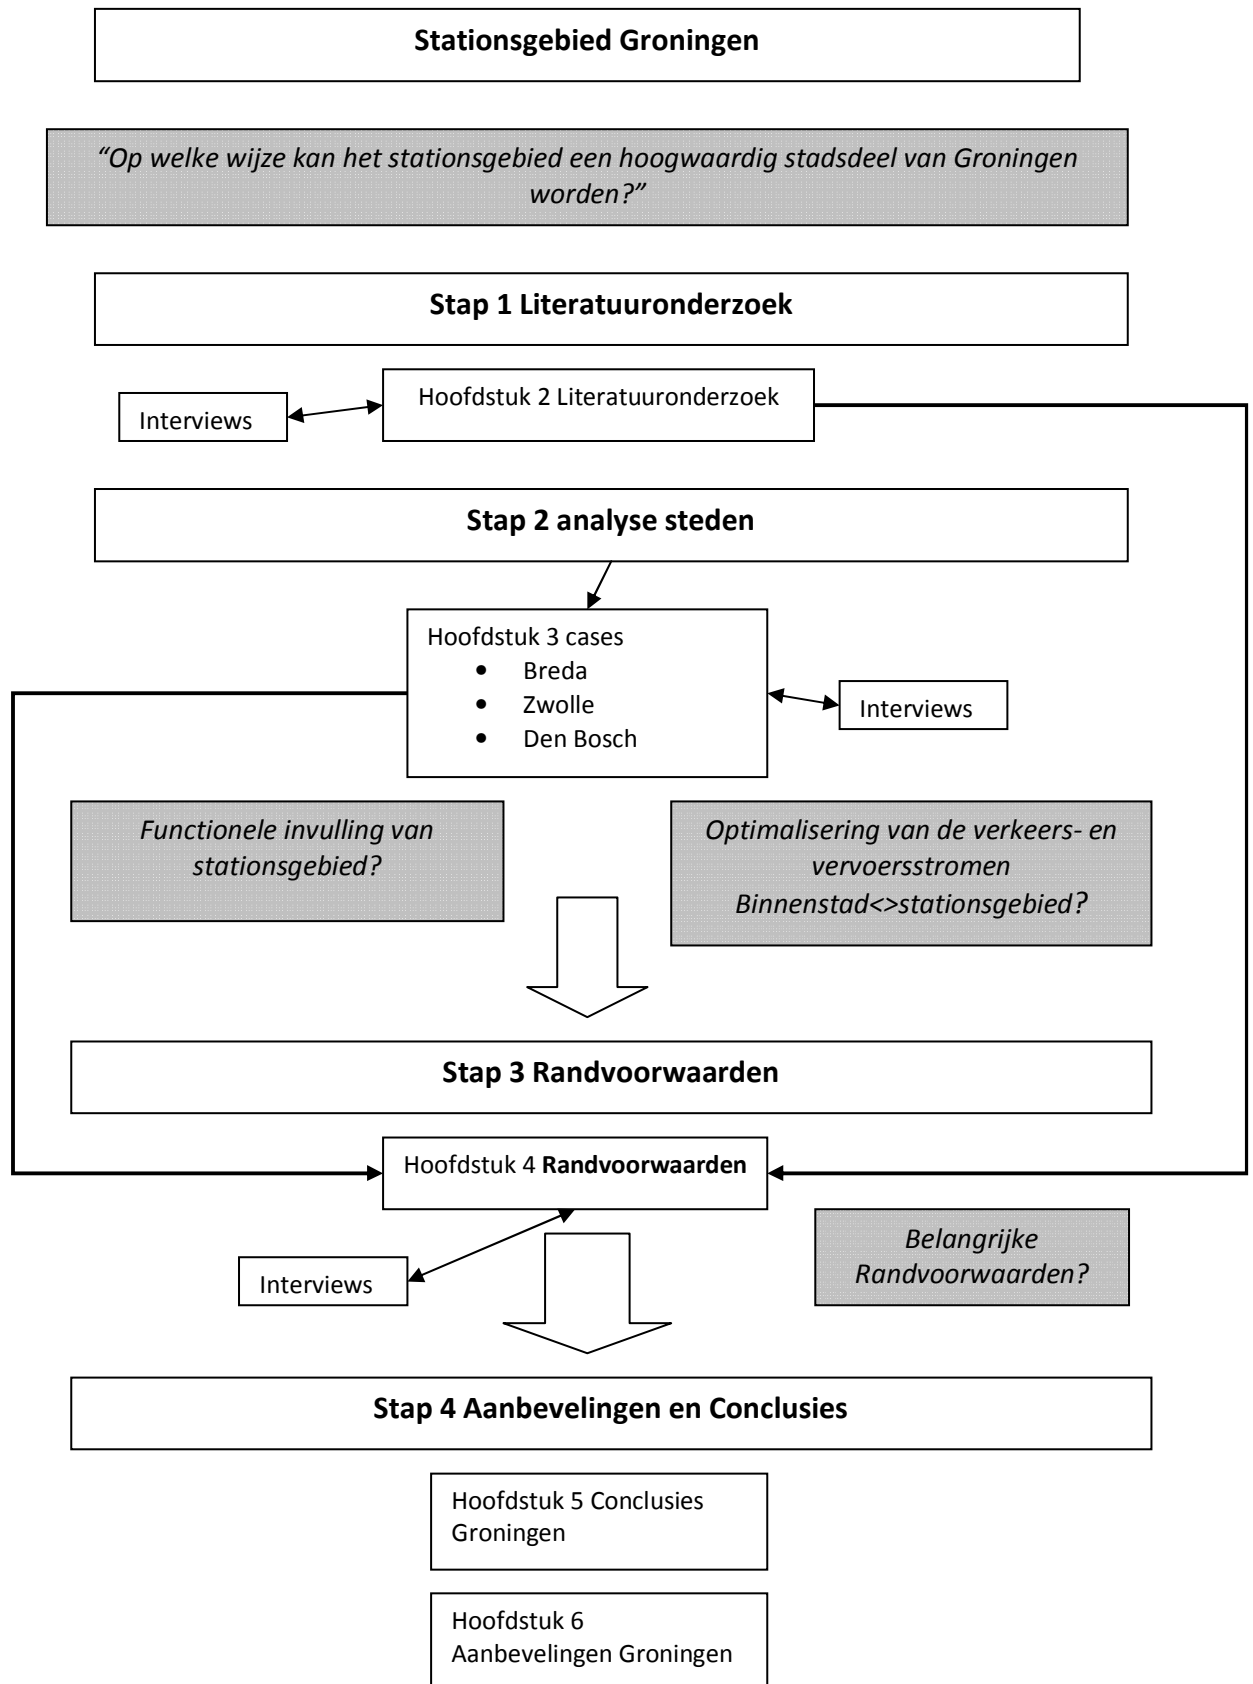 Stationsgebied Groningen
“Op welke wijze kan het stationsgebied een hoogwaardig stadsdeel van Groningen
worden?”
Stap 1 Literatuuronderzoek
Hoofdstuk 2 Literatuuronderzoek
Interviews
Stap 2 analyse steden
Hoofdstuk 3 cases
• Breda
• Zwolle
• Den Bosch
Interviews
Functionele invulling van
stationsgebied?
Optimalisering van de verkeers- en
vervoersstromen
Binnenstad<>stationsgebied?
Stap 3 Randvoorwaarden
Hoofdstuk 4 Randvoorwaarden
Interviews
Belangrijke
Randvoorwaarden?
Stap 4 Aanbevelingen en Conclusies
Hoofdstuk 5 Conclusies
Groningen
Hoofdstuk 6
Aanbevelingen Groningen